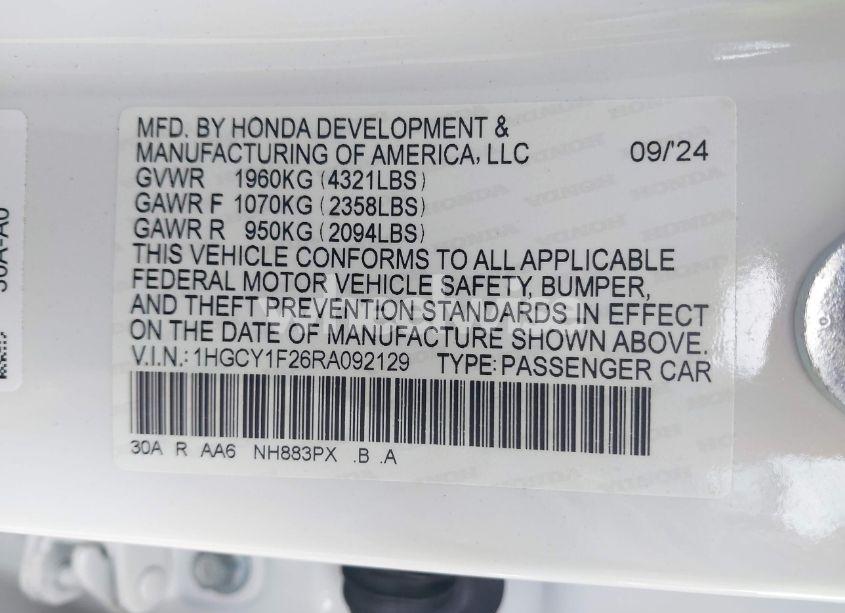 MFD. BY HONDA DEVELOPMENT &
MANUFACTURING OF AMERICA, LLC 09/'24
GVWR 1960KG (4321LBS)
GAWR F 1070KG (2358LBS)
GAWR R 950KG (2094LBS)
THIS VEHICLE CONFORMS TO ALL APPLICABLE
FEDERAL MOTOR VEHICLE SAFETY, BUMPER,
AND THEFT PREVENTION STANDARDS IN EFFECT
ON THE DATE OF MANUFACTURE SHOWN ABOVE.
V.I.N.: 1HGCY1F26RA092129 TYPE: PASSENGER CAR
30A R AA6 NH883PX .B .A
30A-A0